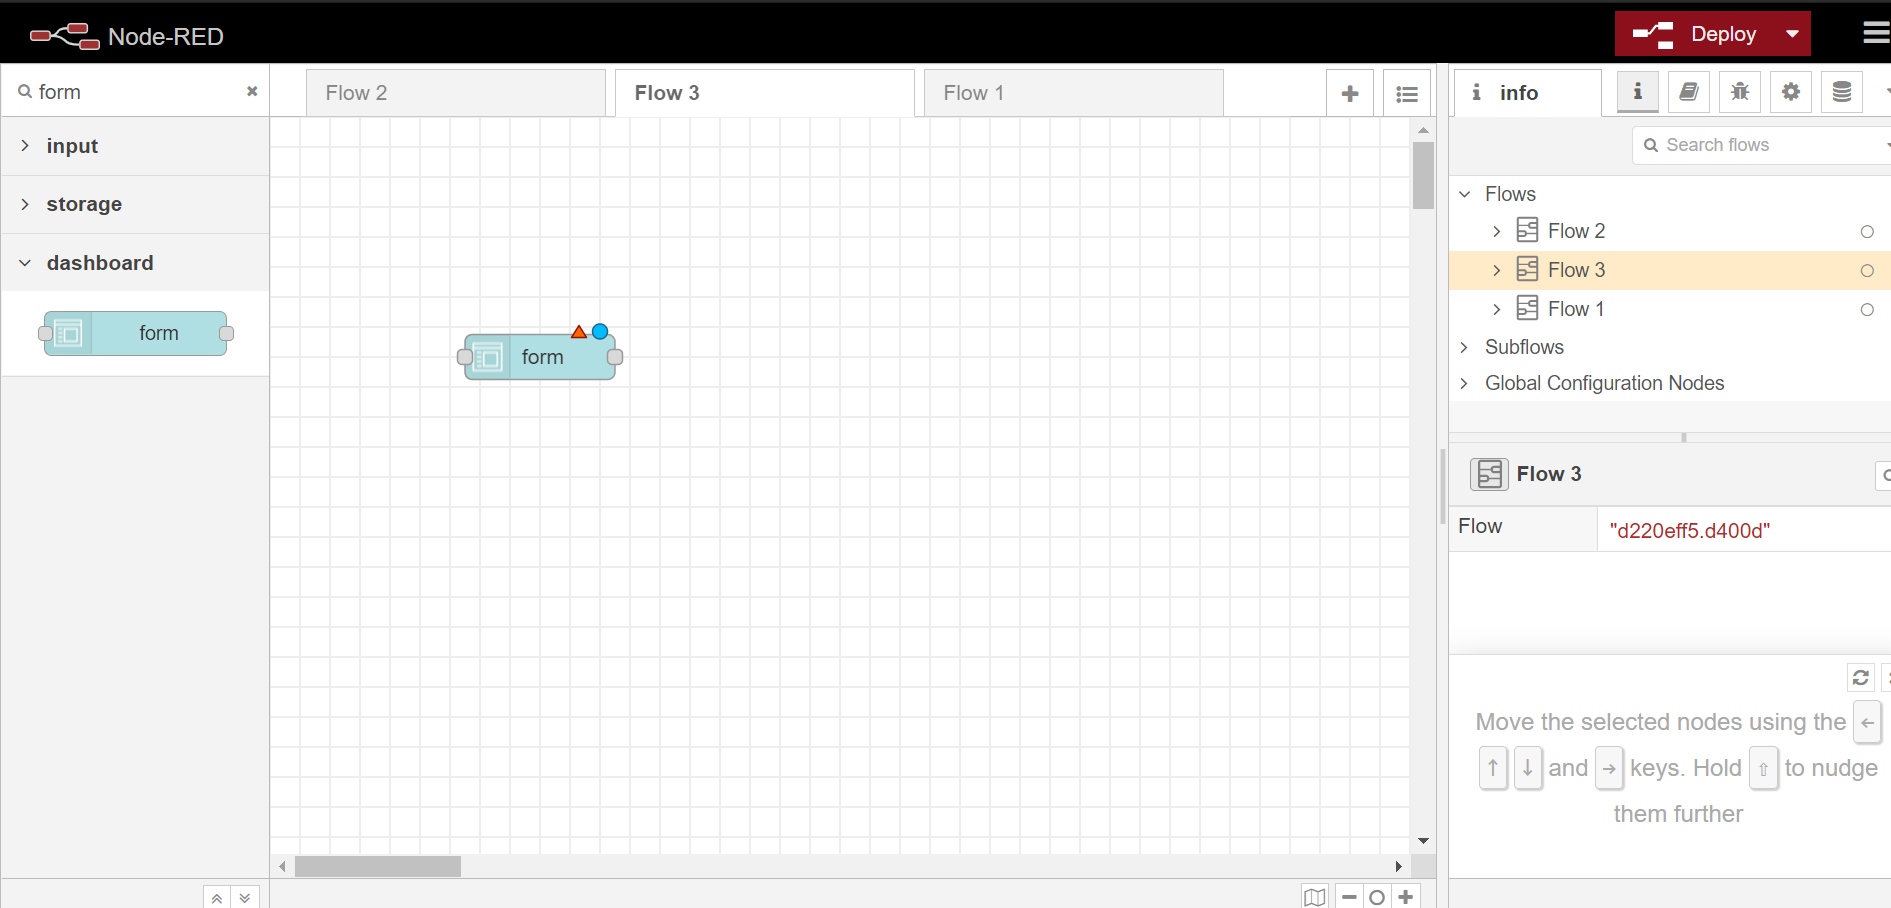 Node-RED
Deploy
form
input
storage
dashboard
form
Flow 2
Flow 3
Flow 1
form
info
Search flows
Flows
Flow 2
Flow 3
Flow 1
Subflows
Global Configuration Nodes
Flow 3
Flow "d220eff5.d400d"
Move the selected nodes using the ←
↑ ↓ and → keys. Hold ⇧ to nudge
them further